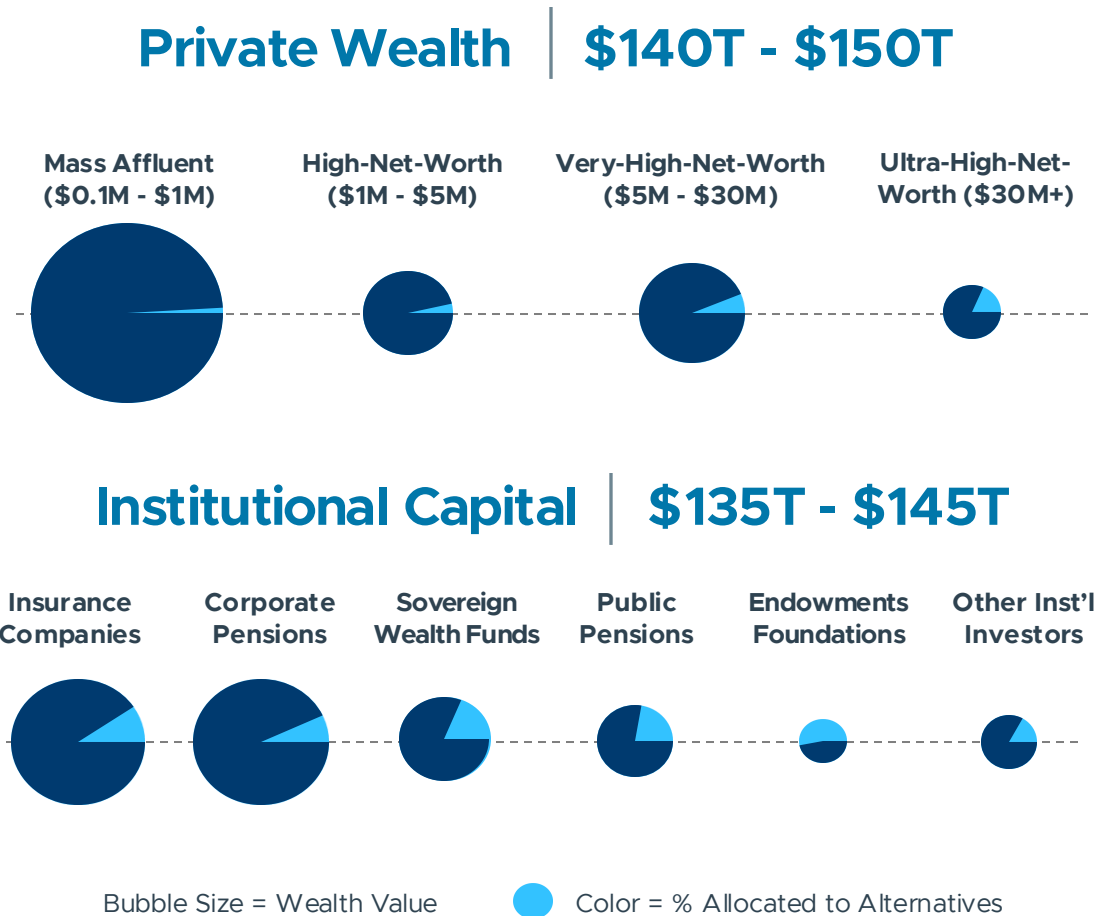 Private Wealth | $140T - $150T
Mass Affluent
($0.1M - $1M)
High-Net-Worth
($1M - $5M)
Very-High-Net-Worth
($5M - $30M)
Ultra-High-Net-
Worth ($30M+)
Institutional Capital | $135T - $145T
Insurance
Companies
Corporate
Pensions
Sovereign
Wealth Funds
Public
Pensions
Endowments
Foundations
Other Inst’l
Investors
Bubble Size = Wealth Value
Color = % Allocated to Alternatives